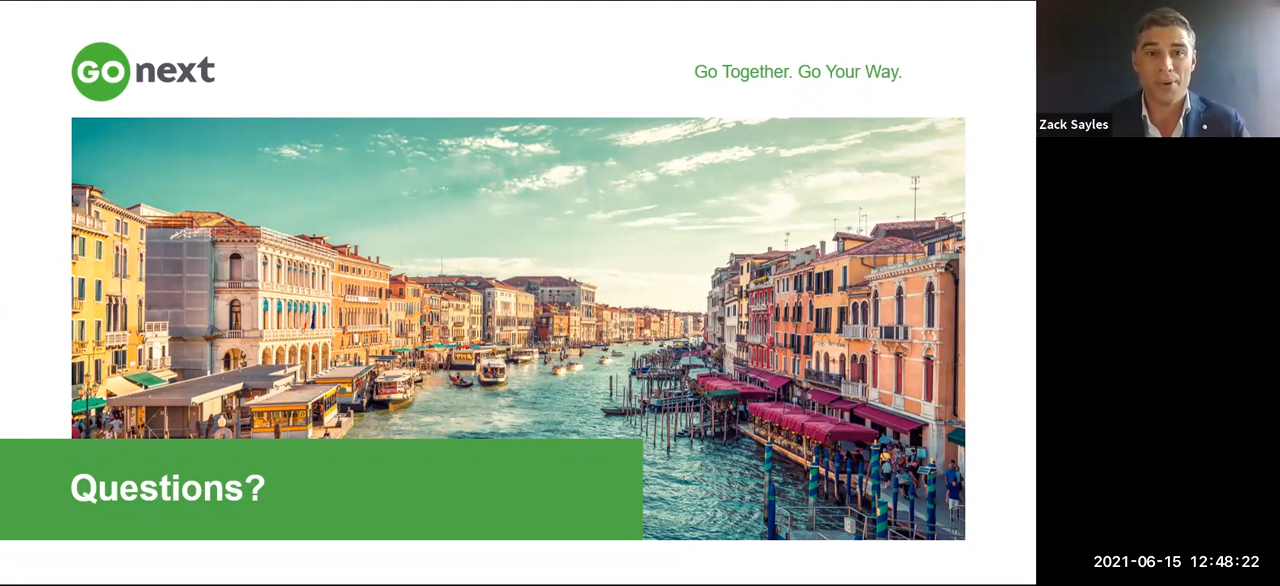 GO next
Go Together. Go Your Way.
Zack Sayles
Questions?
2021-06-15 12:48:22